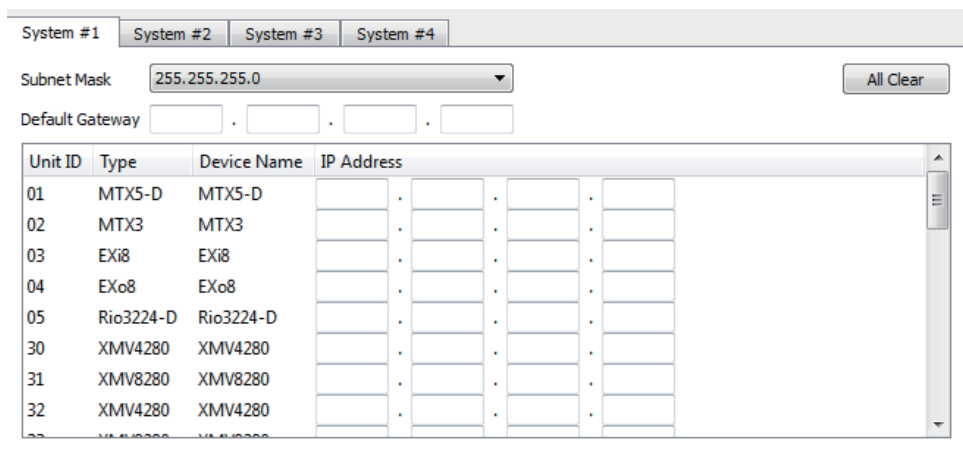 System #1 System #2 System #3 System #4
Subnet Mask 255.255.255.0 All Clear
Default Gateway . . .
Unit ID Type Device Name IP Address
01 MTX5-D MTX5-D . . .
02 MTX3 MTX3 . . .
03 EXi8 EXi8 . . .
04 EXo8 EXo8 . . .
05 Rio3224-D Rio3224-D . . .
30 XMV4280 XMV4280 . . .
31 XMV8280 XMV8280 . . .
32 XMV4280 XMV4280 . . .